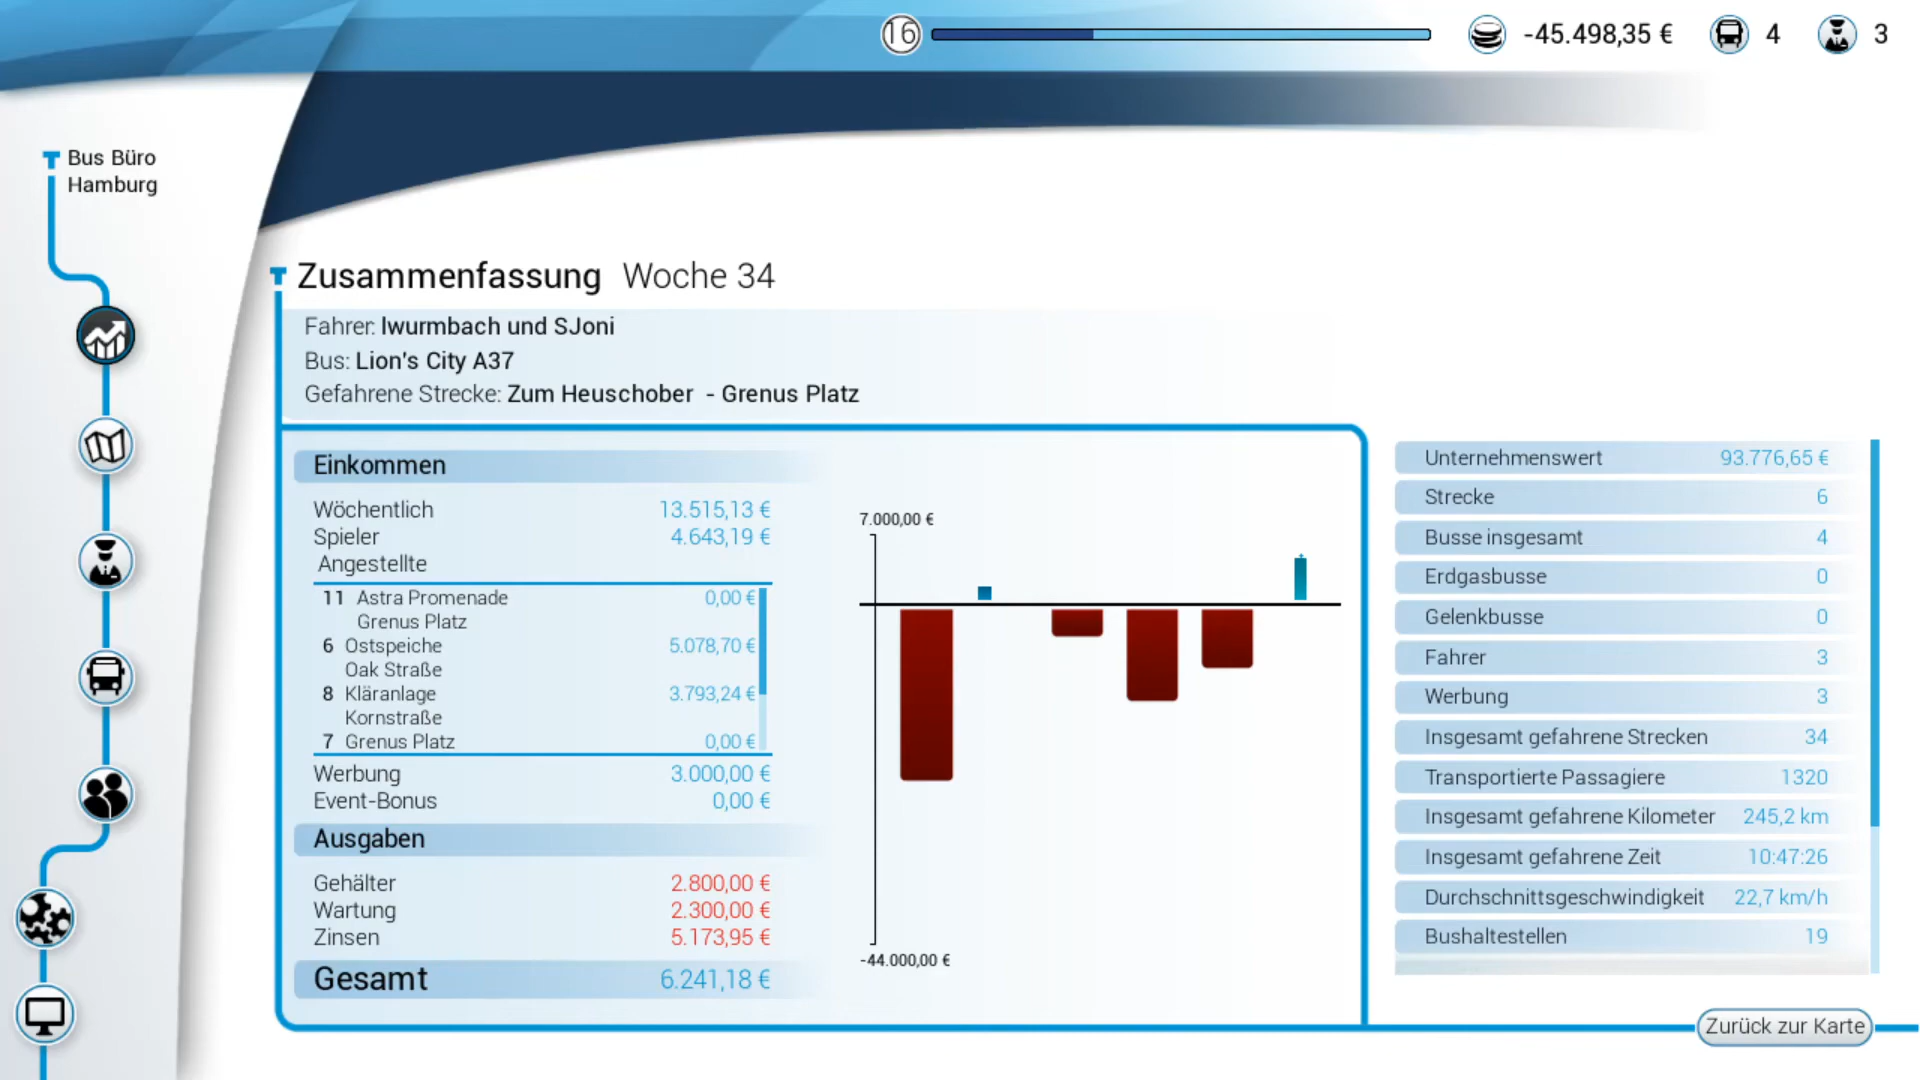 16
-45.498,35 €
4
3
Bus Büro
Hamburg
Zusammenfassung Woche 34
Fahrer: lwurmbach und SJoni
Bus: Lion's City A37
Gefahrene Strecke: Zum Heuschober - Grenus Platz
Einkommen
Wöchentlich 13.515,13 €
Spieler 4.643,19 €
Angestellte
11 Astra Promenade 0,00 €
Grenus Platz
6 Ostspeiche 5.078,70 €
Oak Straße
8 Kläranlage 3.793,24 €
Kornstraße
7 Grenus Platz 0,00 €
Werbung 3.000,00 €
Event-Bonus 0,00 €
Ausgaben
Gehälter 2.800,00 €
Wartung 2.300,00 €
Zinsen 5.173,95 €
Gesamt 6.241,18 €
7.000,00 €
-44.000,00 €
Unternehmenswert 93.776,65 €
Strecke 6
Busse insgesamt 4
Erdgasbusse 0
Gelenkbusse 0
Fahrer 3
Werbung 3
Insgesamt gefahrene Strecken 34
Transportierte Passagiere 1320
Insgesamt gefahrene Kilometer 245,2 km
Insgesamt gefahrene Zeit 10:47:26
Durchschnittsgeschwindigkeit 22,7 km/h
Bushaltestellen 19
Zurück zur Karte